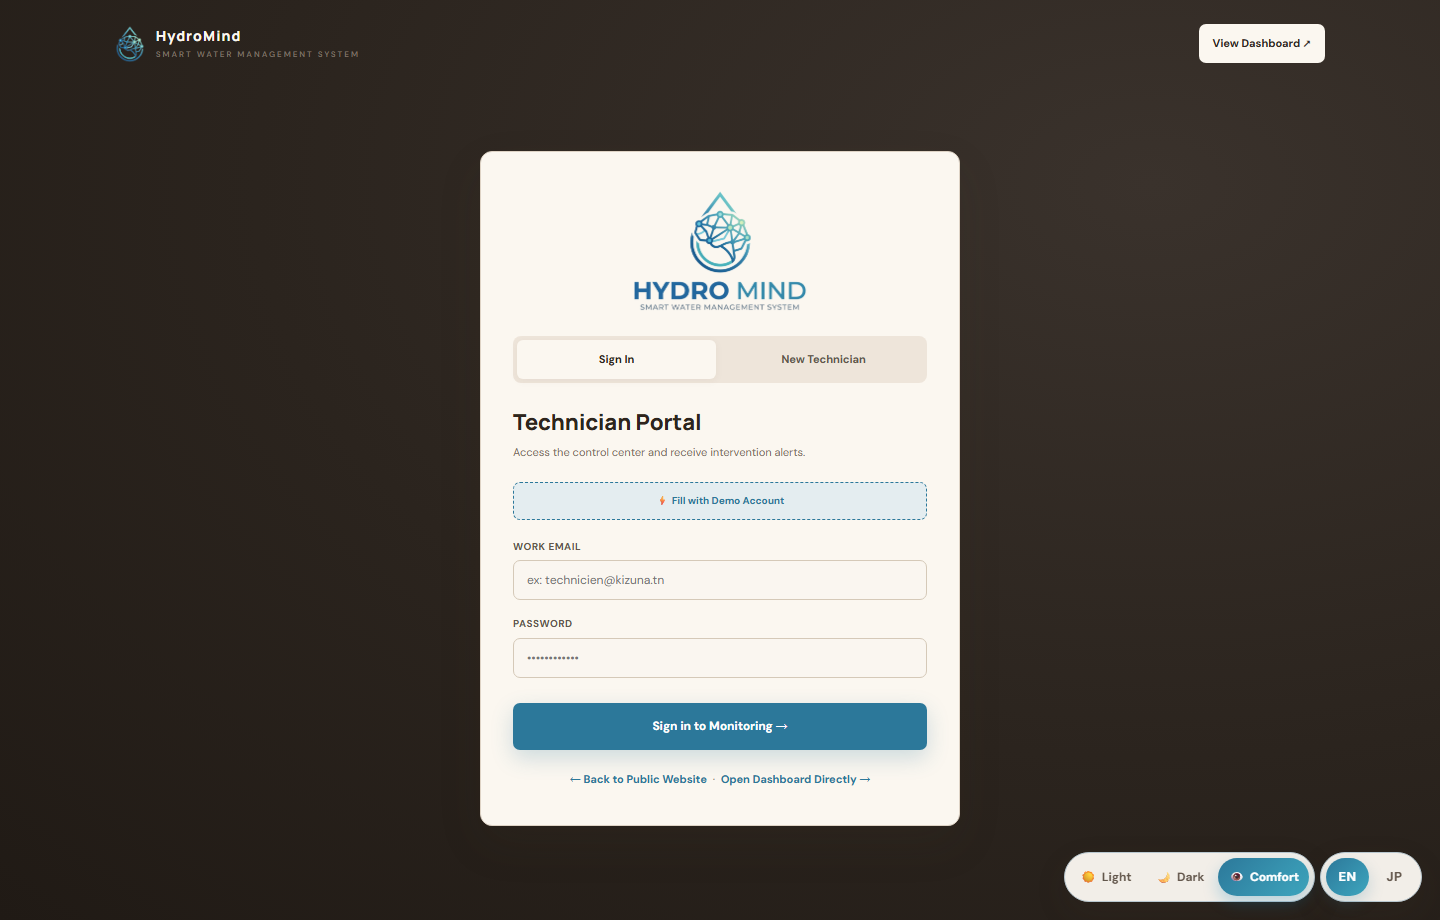 HydroMind
SMART WATER MANAGEMENT SYSTEM
View Dashboard ↗
HYDRO MIND
SMART WATER MANAGEMENT SYSTEM
Sign In
New Technician
Technician Portal
Access the control center and receive intervention alerts.
Fill with Demo Account
WORK EMAIL
ex: technicien@kizuna.tn
PASSWORD
••••••••••••
Sign in to Monitoring →
← Back to Public Website · Open Dashboard Directly →
Light
Dark
Comfort
EN
JP